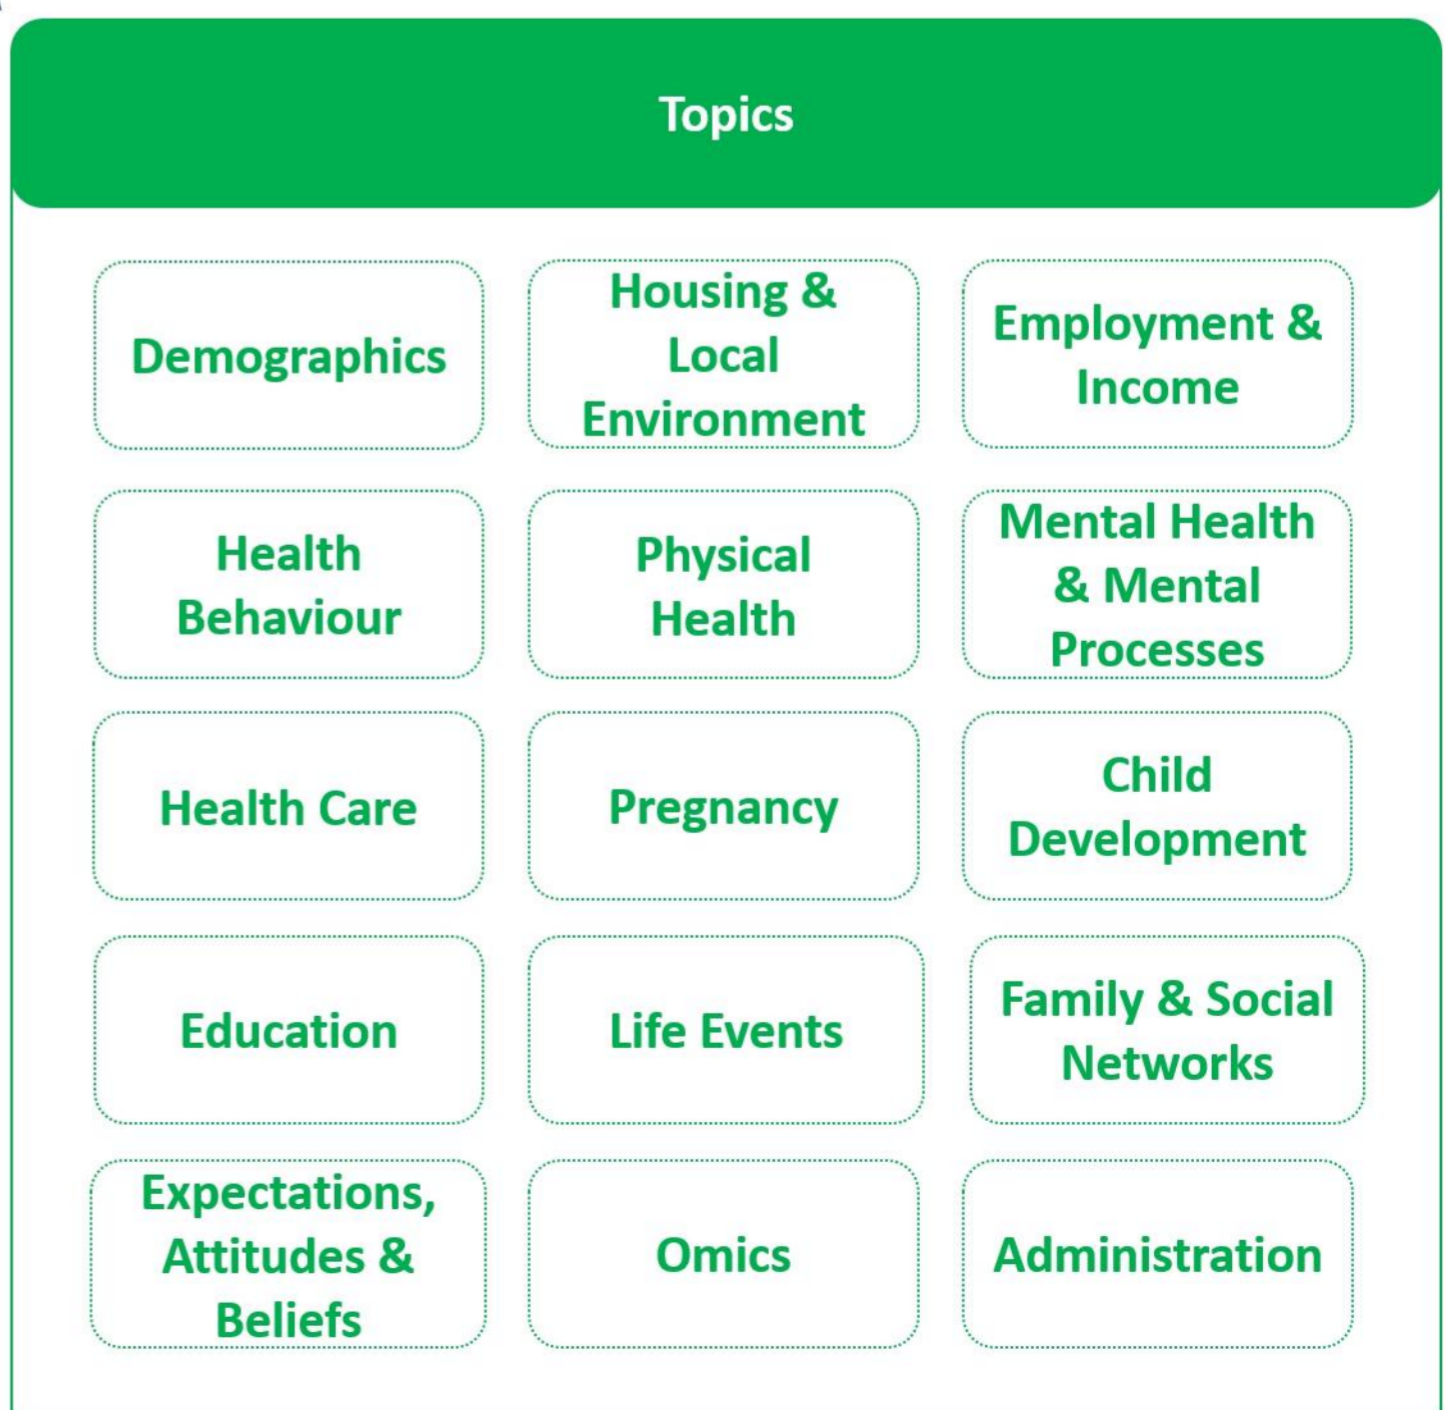 Topics
Demographics
Housing &
Local
Environment
Employment &
Income
Health
Behaviour
Physical
Health
Mental Health
& Mental
Processes
Health Care
Pregnancy
Child
Development
Education
Life Events
Family & Social
Networks
Expectations,
Attitudes &
Beliefs
Omics
Administration